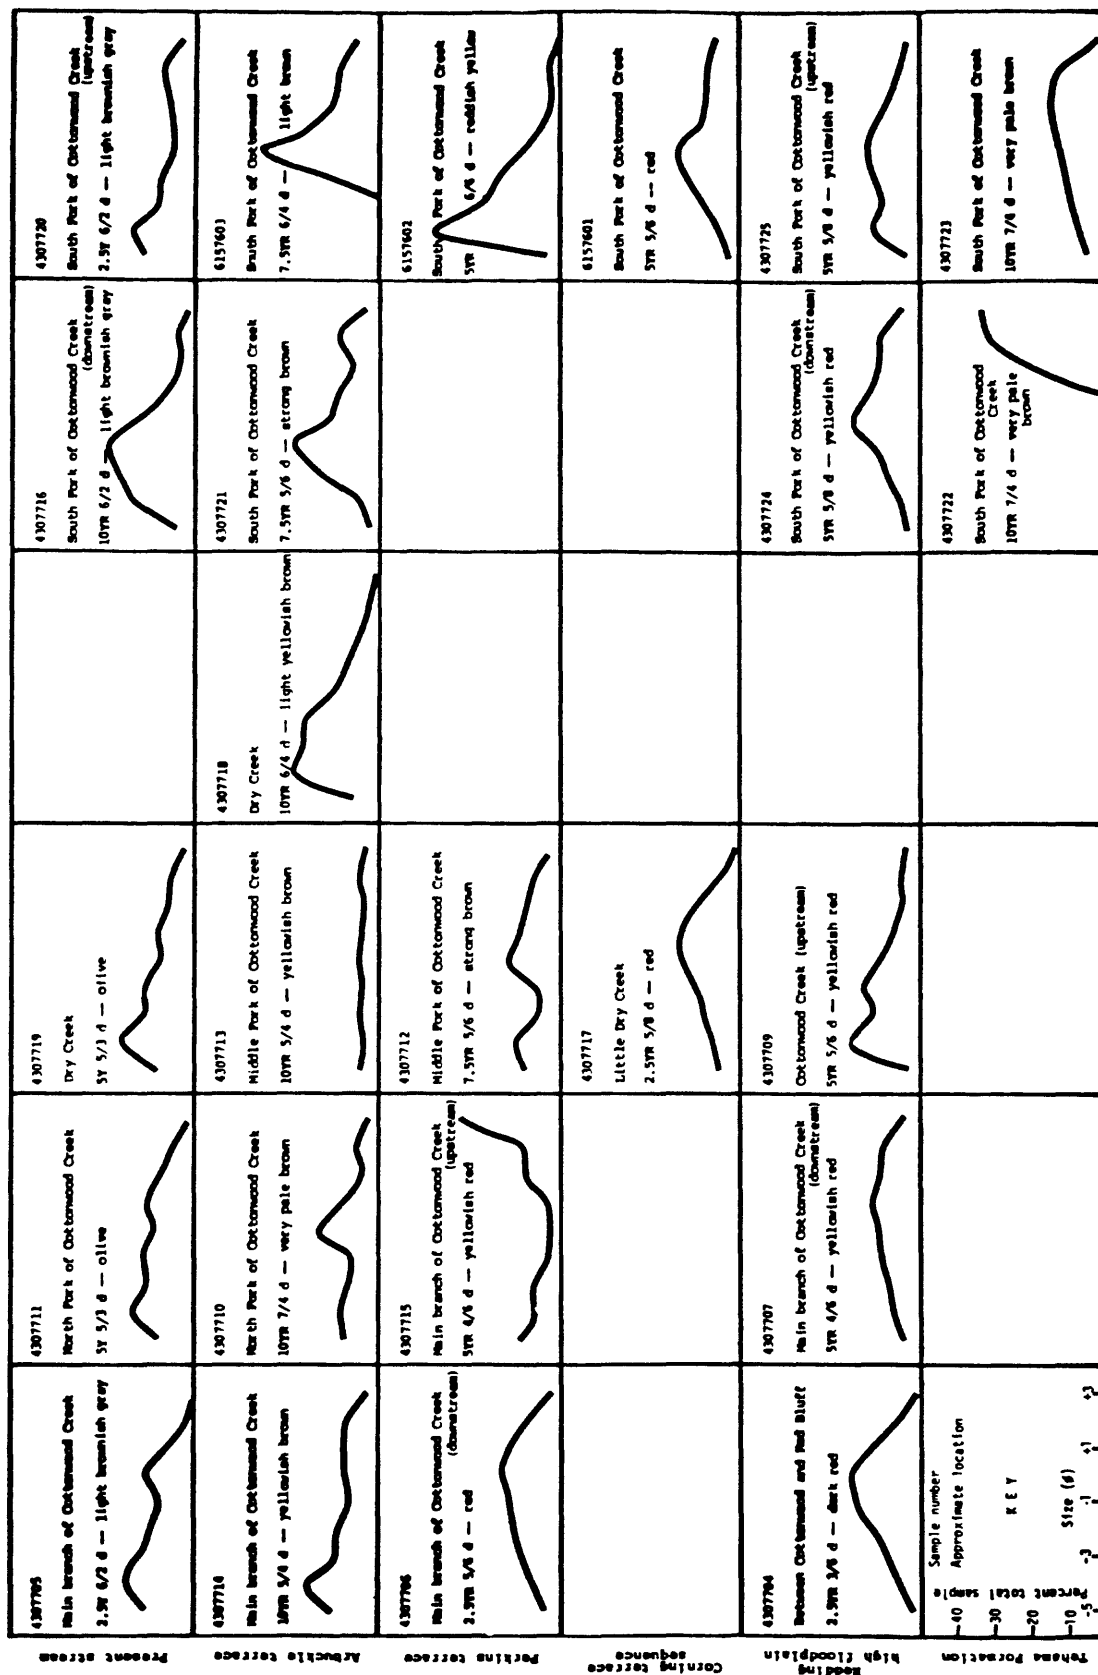 Present stream
4307705
Main branch of Cottonwood Creek
2.5Y 6/2 d — light brownish gray
4307711
North Fork of Cottonwood Creek
5Y 5/3 d — olive
4307719
Dry Creek
5Y 5/3 d — olive
4307716
South Fork of Cottonwood Creek
(downstream)
10YR 6/2 d — light brownish gray
4307720
South Fork of Cottonwood Creek
(upstream)
2.5Y 6/2 d — light brownish gray
Arbuckle terrace
4307714
Main branch of Cottonwood Creek
10YR 5/4 d — yellowish brown
4307710
North Fork of Cottonwood Creek
10YR 7/4 d — very pale brown
4307713
Middle Fork of Cottonwood Creek
10YR 5/4 d — yellowish brown
4307718
Dry Creek
10YR 6/4 d — light yellowish brown
4307721
South Fork of Cottonwood Creek
7.5YR 5/6 d — strong brown
6157603
South Fork of Cottonwood Creek
7.5YR 6/4 d — light brown
Perkins terrace
4307706
Main branch of Cottonwood Creek
(downstream)
2.5YR 5/6 d — red
4307715
Main branch of Cottonwood Creek
(upstream)
5YR 4/6 d — yellowish red
4307712
Middle Fork of Cottonwood Creek
7.5YR 5/6 d — strong brown
6157602
South Fork of Cottonwood Creek
5YR 6/6 d — reddish yellow
Corning terrace
sequence
4307717
Little Dry Creek
2.5YR 5/8 d — red
6157601
South Fork of Cottonwood Creek
5YR 5/6 d — red
Redding
high floodplain
4307704
Between Cottonwood and Red Bluff
2.5YR 3/6 d — dark red
4307707
Main branch of Cottonwood Creek
(downstream)
5YR 4/6 d — yellowish red
4307709
Cottonwood Creek (upstream)
5YR 5/6 d — yellowish red
4307724
South Fork of Cottonwood Creek
(downstream)
5YR 5/8 d — yellowish red
4307725
South Fork of Cottonwood Creek
(upstream)
5YR 5/8 d — yellowish red
Tehama Formation
Sample number
Approximate location
KEY
Size (ø)
Percent total sample
40
30
20
10
-5 -3 -1 +1 +3
4307722
South Fork of Cottonwood
Creek
10YR 7/4 d — very pale
brown
4307723
South Fork of Cottonwood Creek
10YR 7/4 d — very pale brown